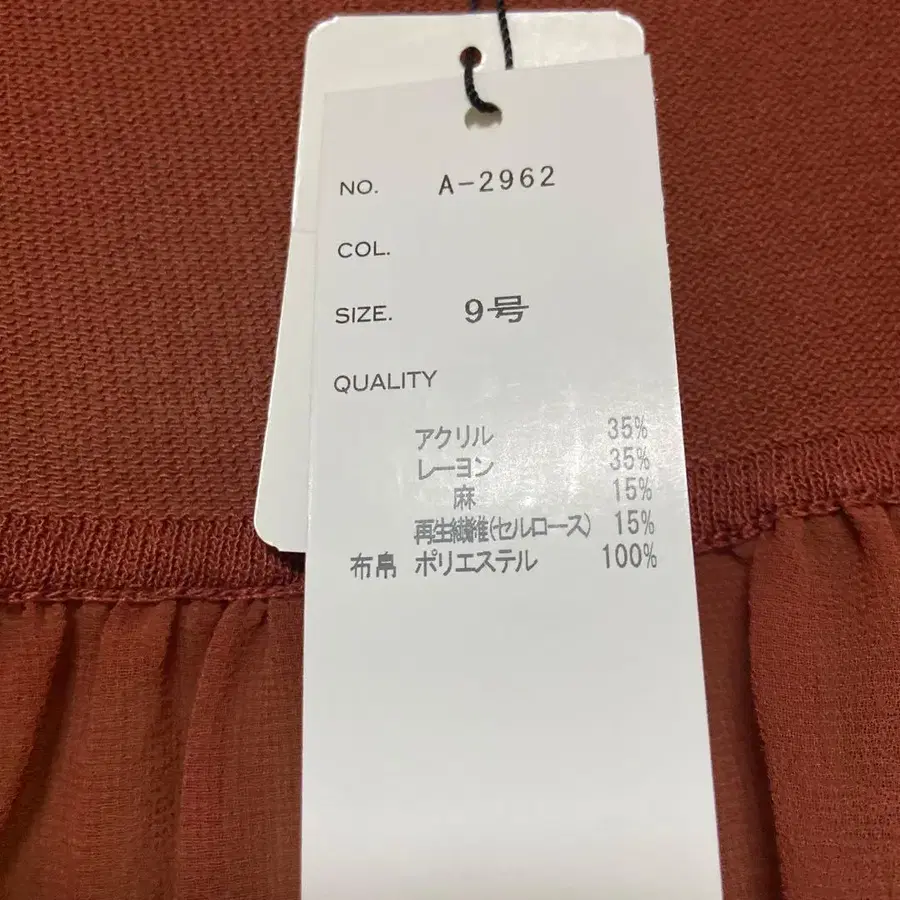 NO. A-2962
COL.
SIZE. 9号
QUALITY
アクリル 35%
レーヨン 35%
麻 15%
再生繊維(セルロース) 15%
布帛 ポリエステル 100%